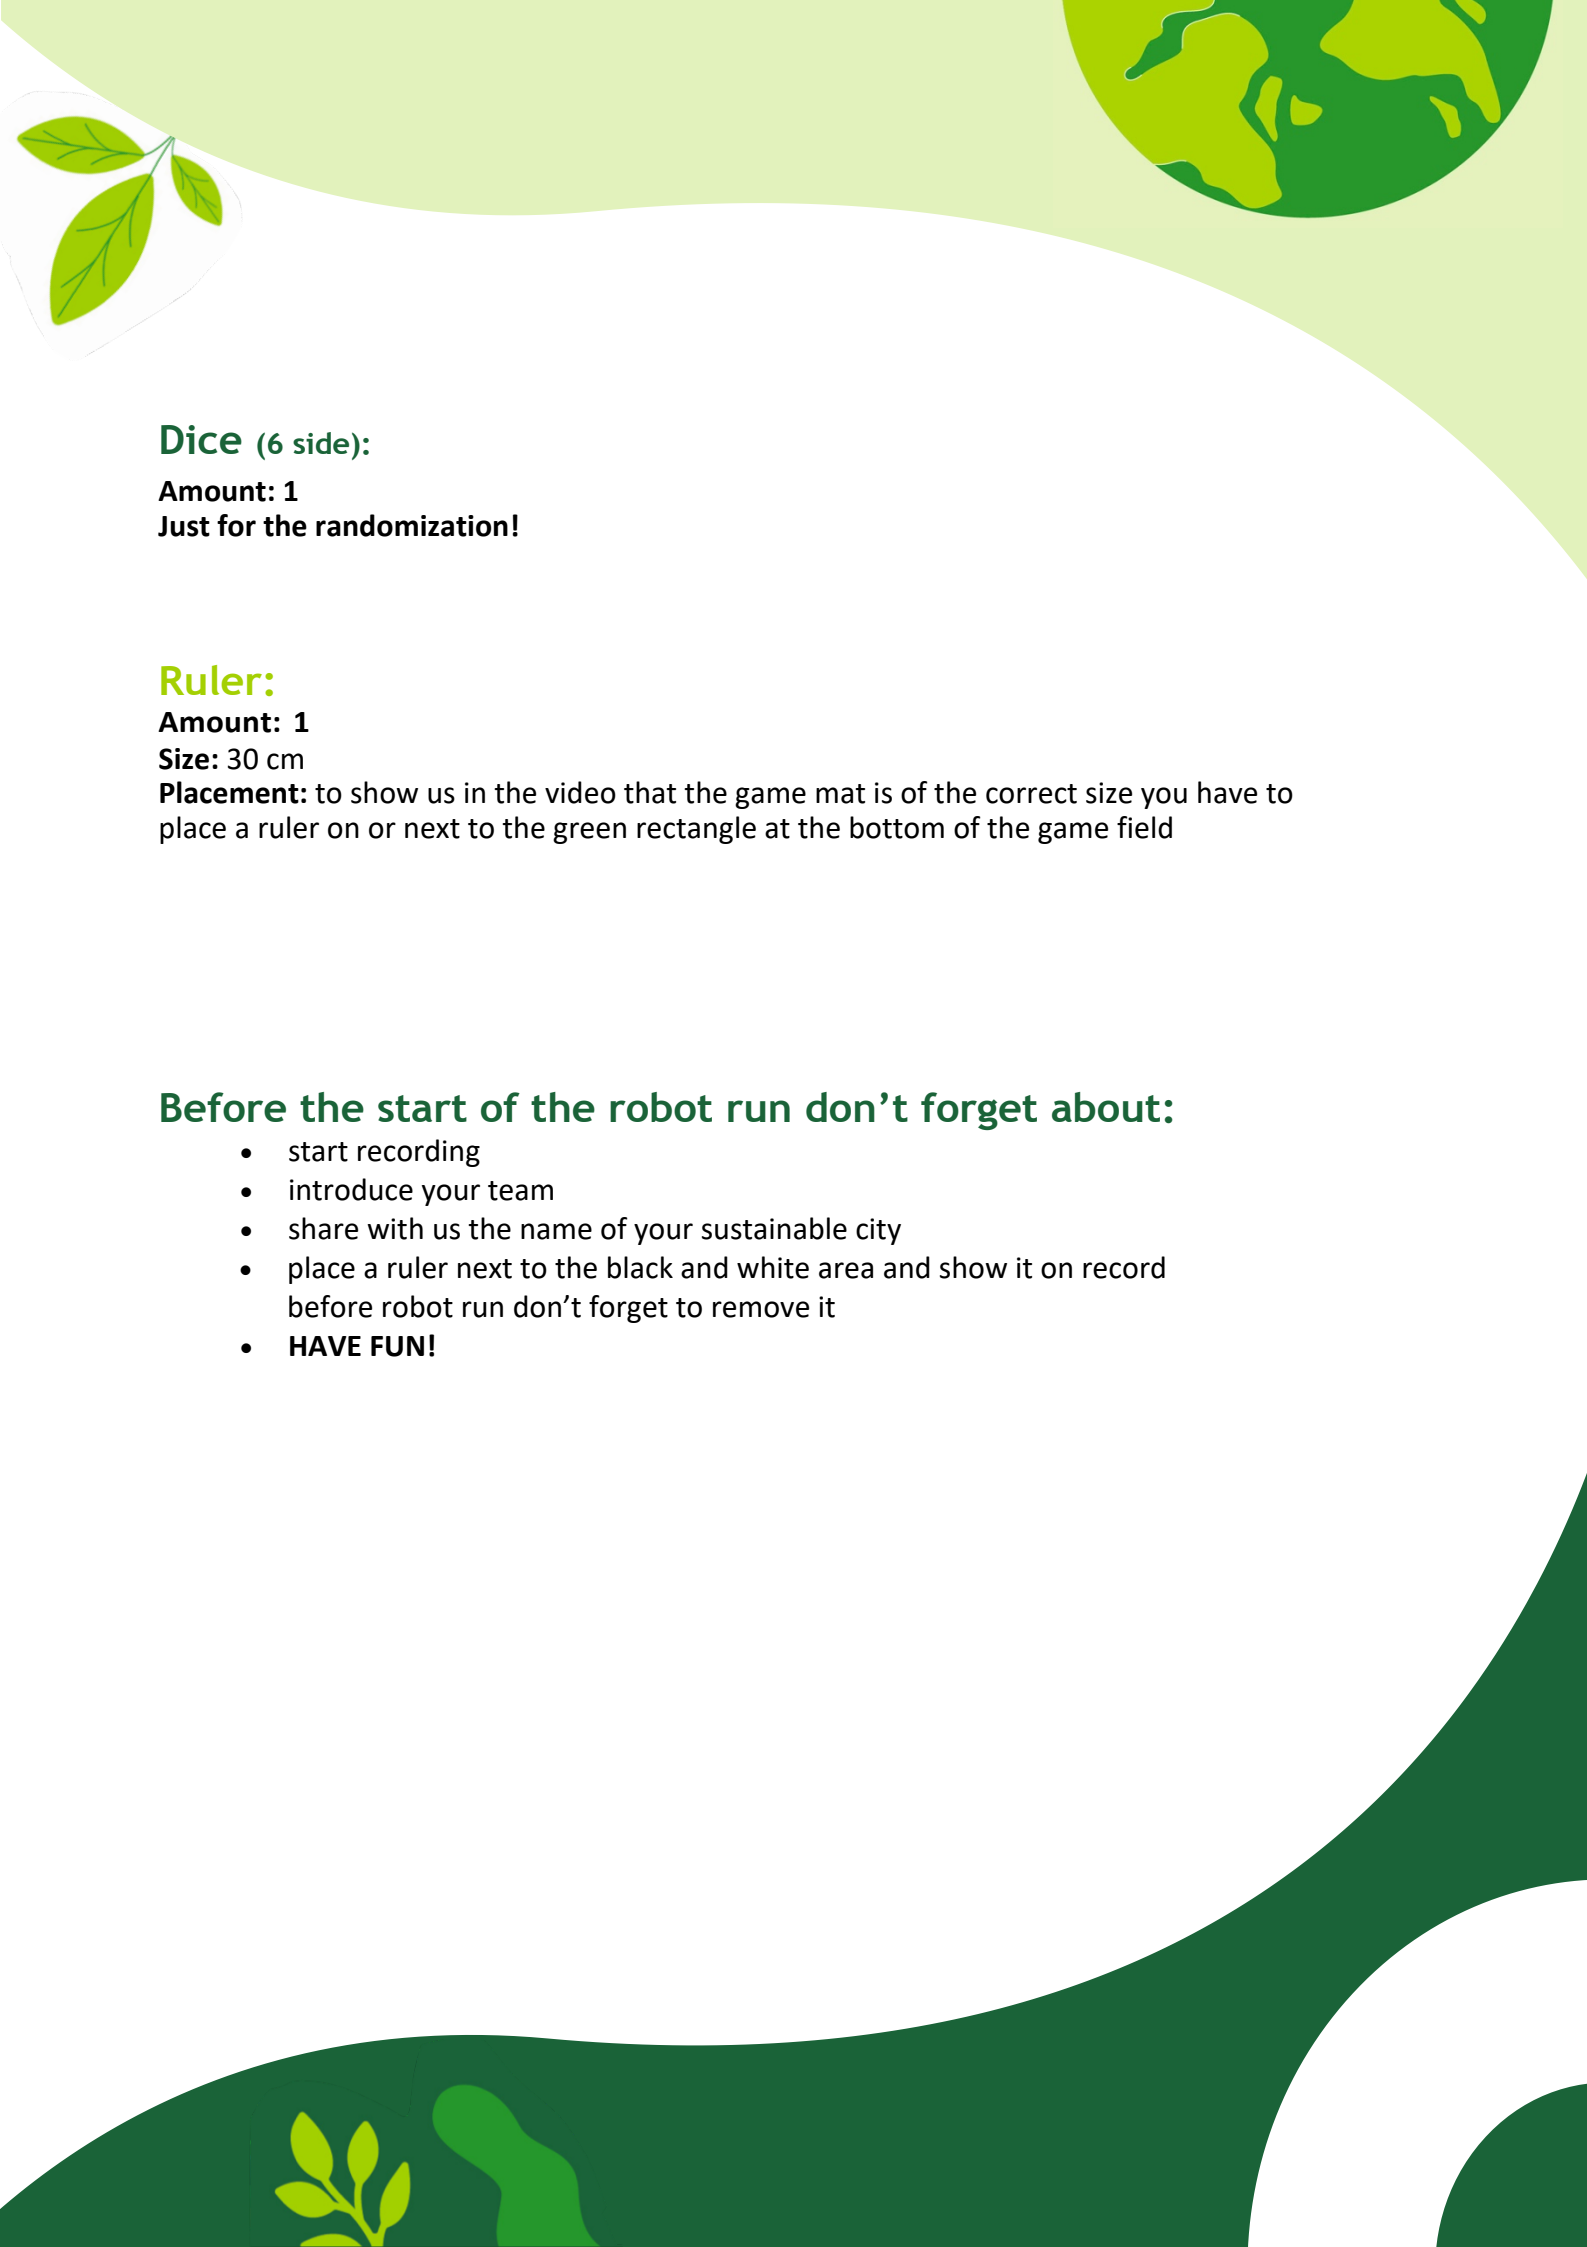 Dice (6 side):
Amount: 1
Just for the randomization!
Ruler:
Amount: 1
Size: 30 cm
Placement: to show us in the video that the game mat is of the correct size you have to
place a ruler on or next to the green rectangle at the bottom of the game field
Before the start of the robot run don’t forget about:
• start recording
• introduce your team
• share with us the name of your sustainable city
• place a ruler next to the black and white area and show it on record
before robot run don’t forget to remove it
• HAVE FUN!